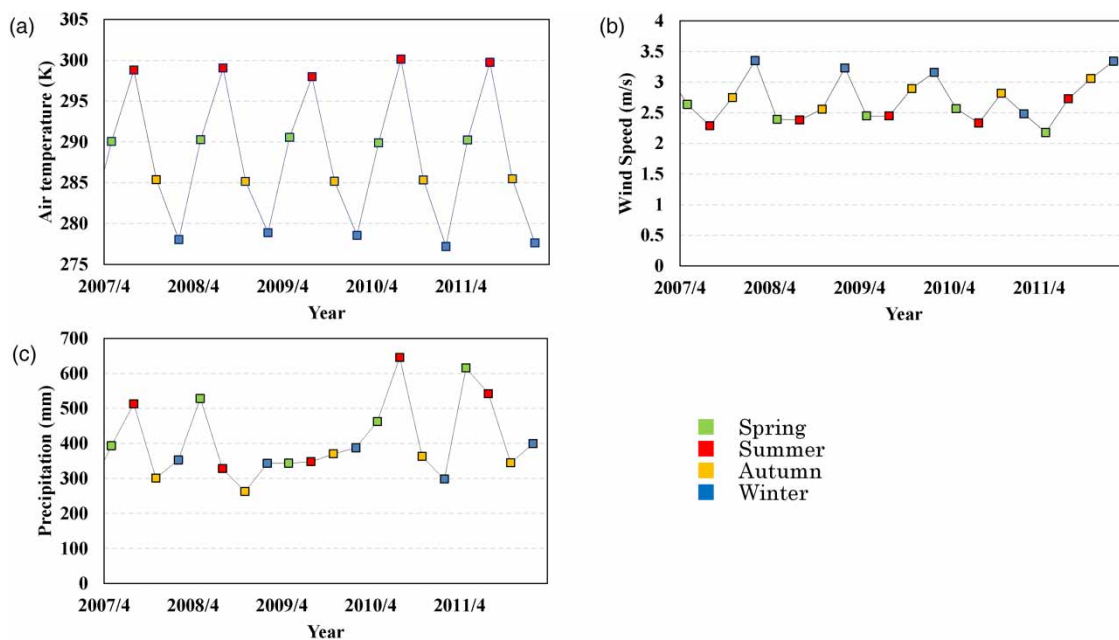 (a)
305
300
295
290
285
280
275
Air temperature (K)
2007/4 2008/4 2009/4 2010/4 2011/4
Year
(b)
4
3.5
3
2.5
2
1.5
1
0.5
0
Wind Speed (m/s)
2007/4 2008/4 2009/4 2010/4 2011/4
Year
(c)
700
600
500
400
300
200
100
0
Precipitation (mm)
2007/4 2008/4 2009/4 2010/4 2011/4
Year
Spring
Summer
Autumn
Winter